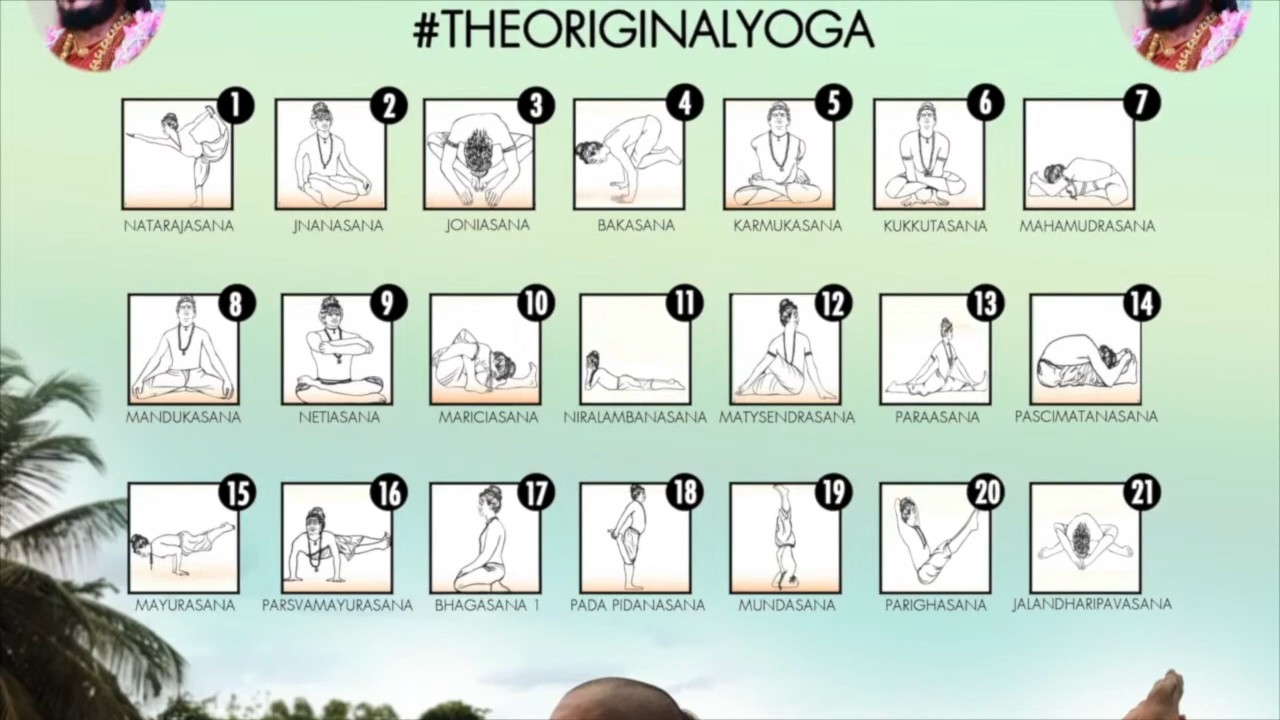 #THEORIGINALYOGA
1 2 3 4 5 6 7
NATARAJASANA JNANASANA JONIASANA BAKASANA KARMUKASANA KUKKUTASANA MAHAMUDRASANA
8 9 10 11 12 13 14
MANDUKASANA NETIASANA MARICIASANA NIRALAMBANASANA MATYSENDRASANA PARAASANA PASCIMATANASANA
15 16 17 18 19 20 21
MAYURASANA PARSVAMAYURASANA BHAGASANA 1 PADA PIDANASANA MUNDASANA PARIGHASANA JALANDHARIPAVASANA